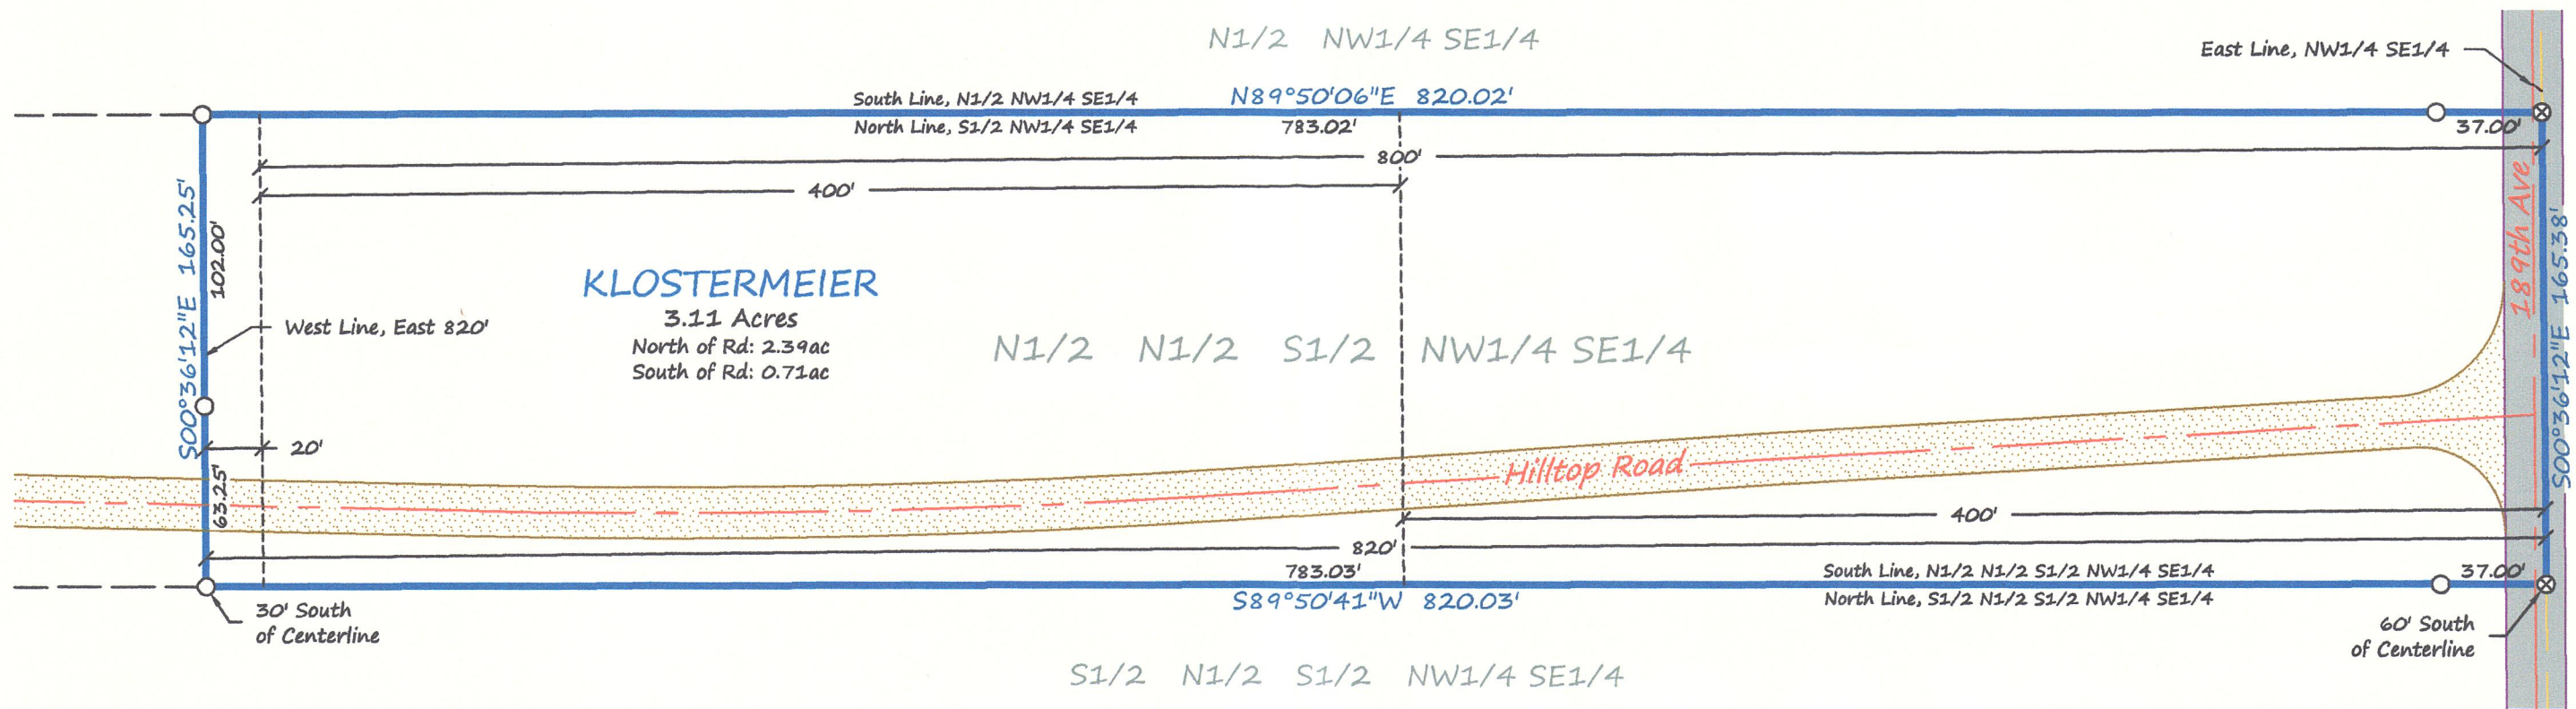 N1/2 NW1/4 SE1/4
East Line, NW1/4 SE1/4
South Line, N1/2 NW1/4 SE1/4
N89°50'06"E 820.02'
North Line, S1/2 NW1/4 SE1/4
783.02'
37.00'
800'
400'
S00°36'12"E 165.25'
102.00'
189th Ave
S00°36'12"E 165.38'
KLOSTERMEIER
3.11 Acres
North of Rd: 2.39ac
South of Rd: 0.71ac
West Line, East 820'
N1/2 N1/2 S1/2 NW1/4 SE1/4
20'
63.25'
Hilltop Road
400'
820'
783.03'
South Line, N1/2 N1/2 S1/2 NW1/4 SE1/4
37.00'
S89°50'41"W 820.03'
North Line, S1/2 N1/2 S1/2 NW1/4 SE1/4
30' South
of Centerline
60' South
of Centerline
S1/2 N1/2 S1/2 NW1/4 SE1/4